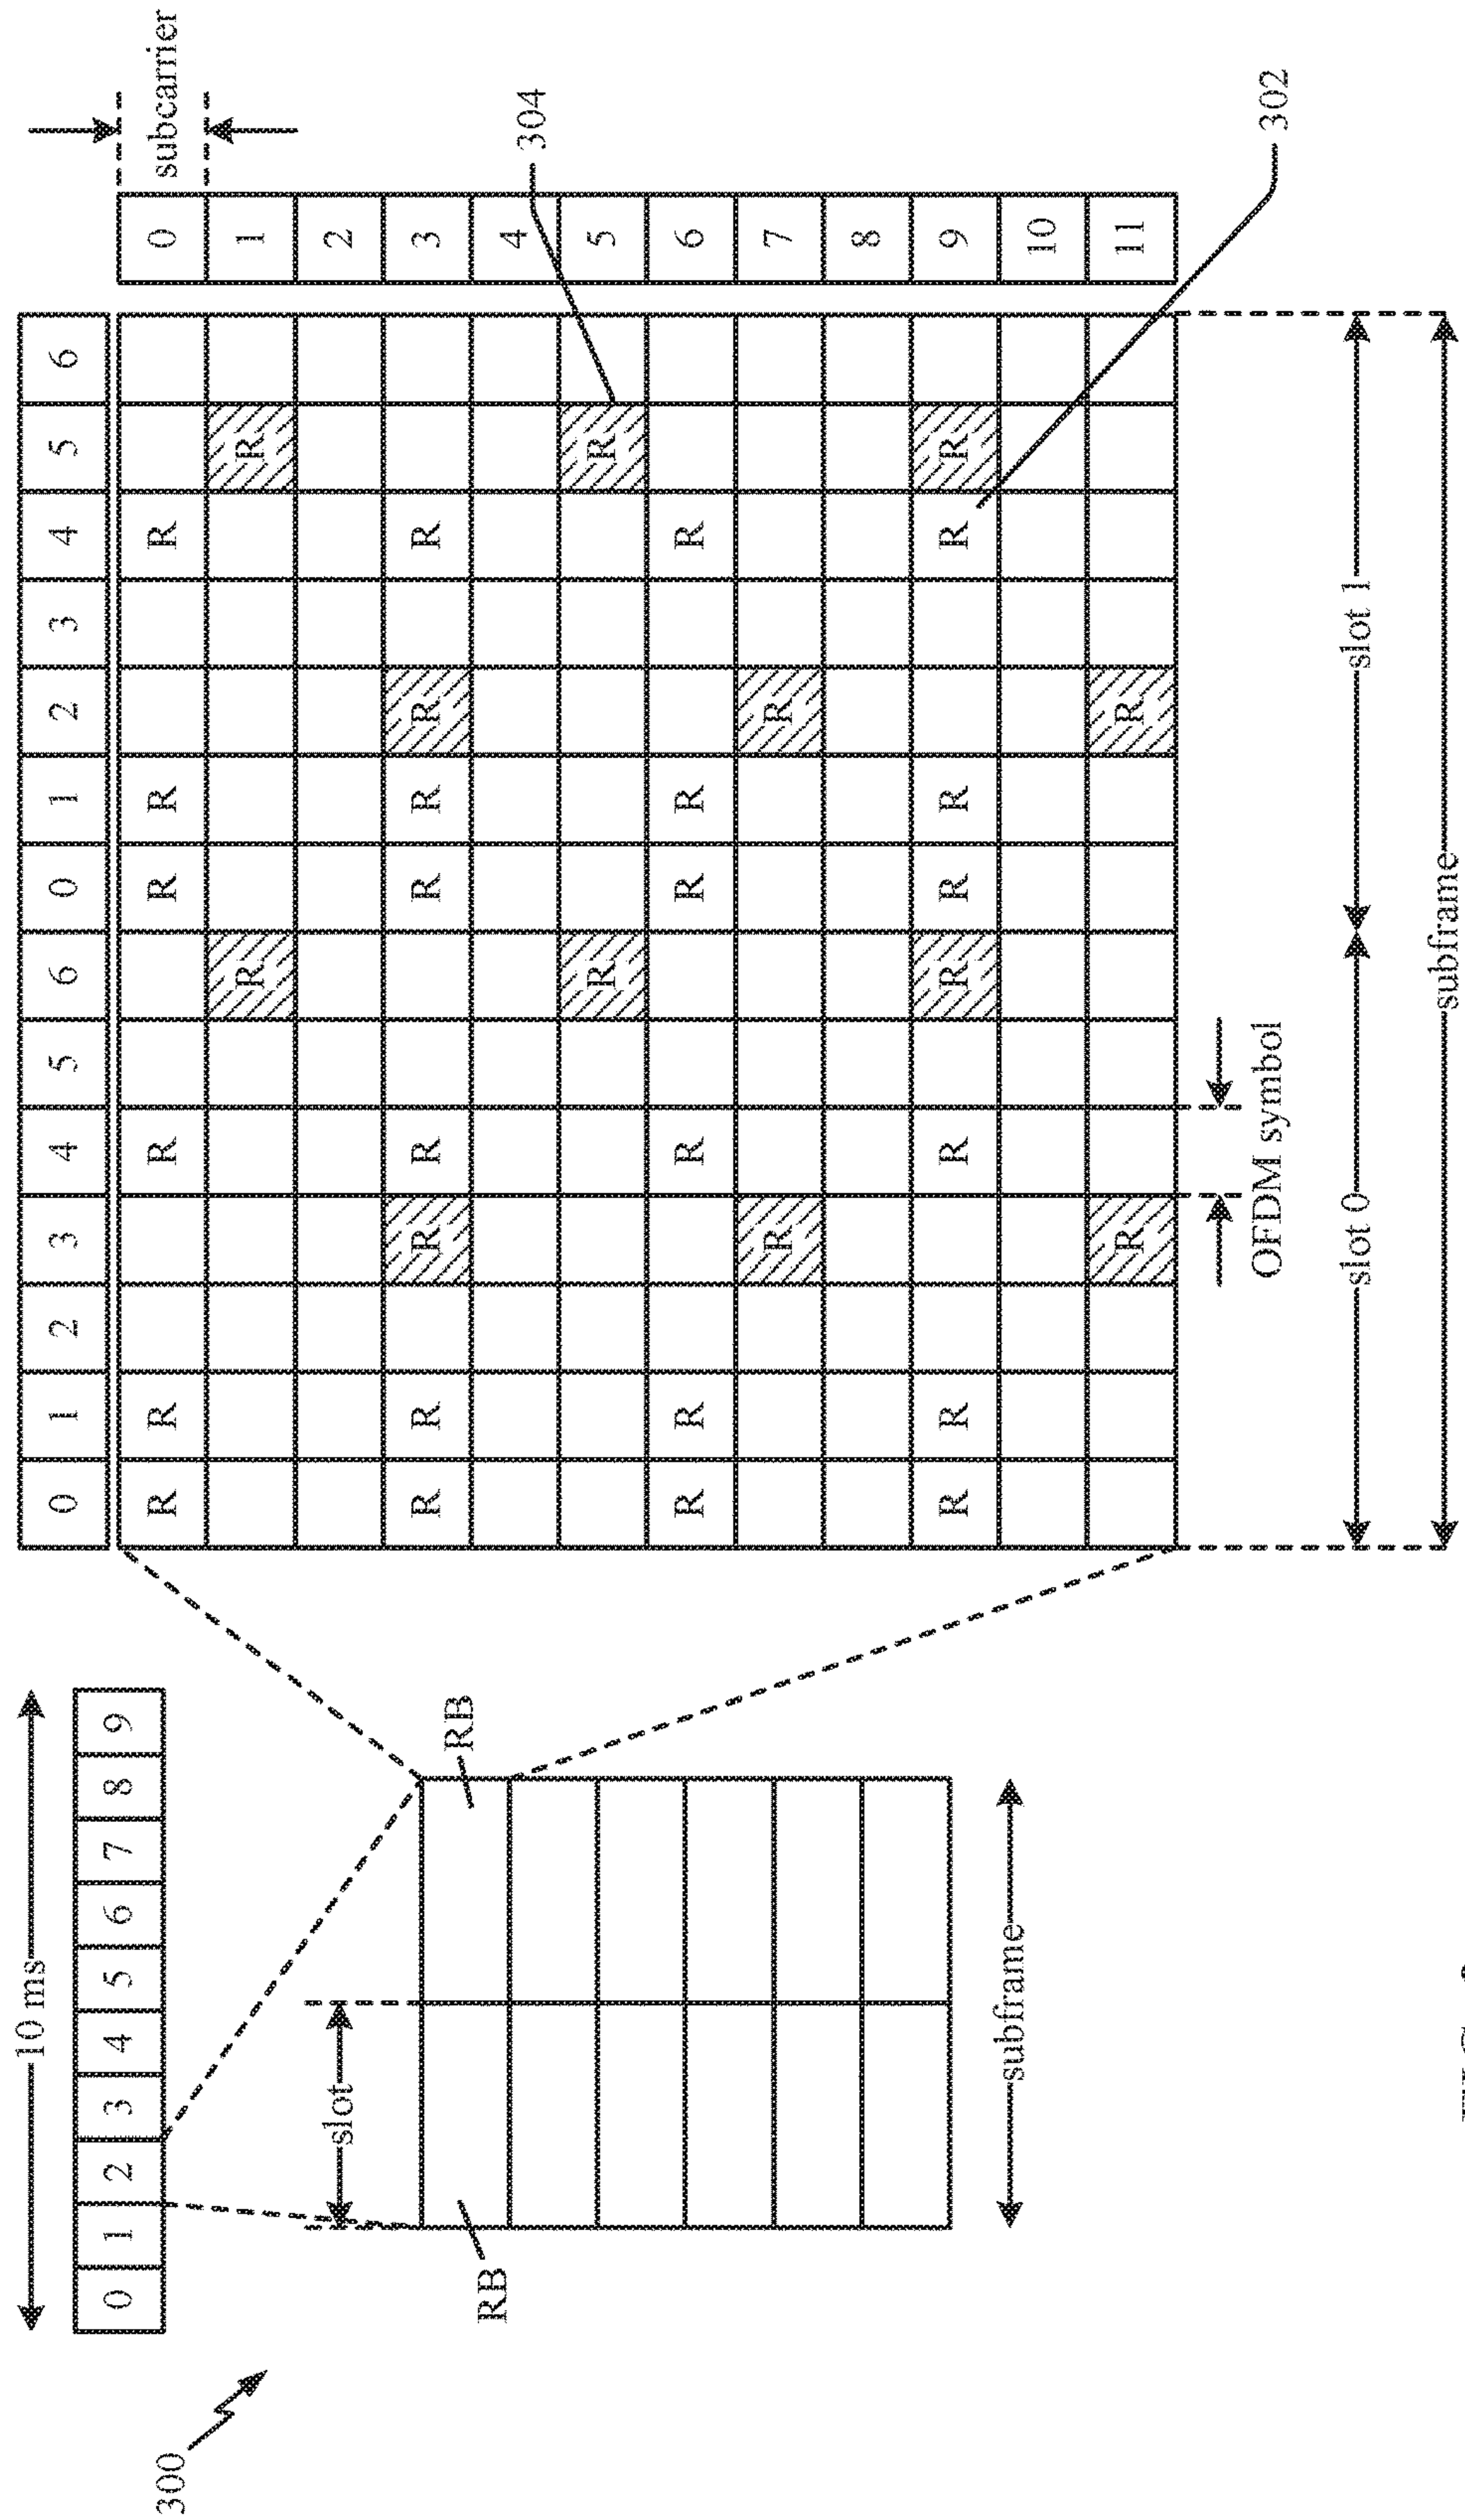 10 ms
0 1 2 3 4 5 6 0 1 2 3 4 5 6
0 1 2 3 4 5 6 7 8 9
300
R R R R R R 0 subcarrier
R R 1
slot 2
R R R R R R R R 3
RB RB
4
304
R R 5
R R R R R R 6
R R 7
8
R R R R R R R R 9
subframe
10
R R 11
OFDM symbol
302
slot 0 slot 1
subframe